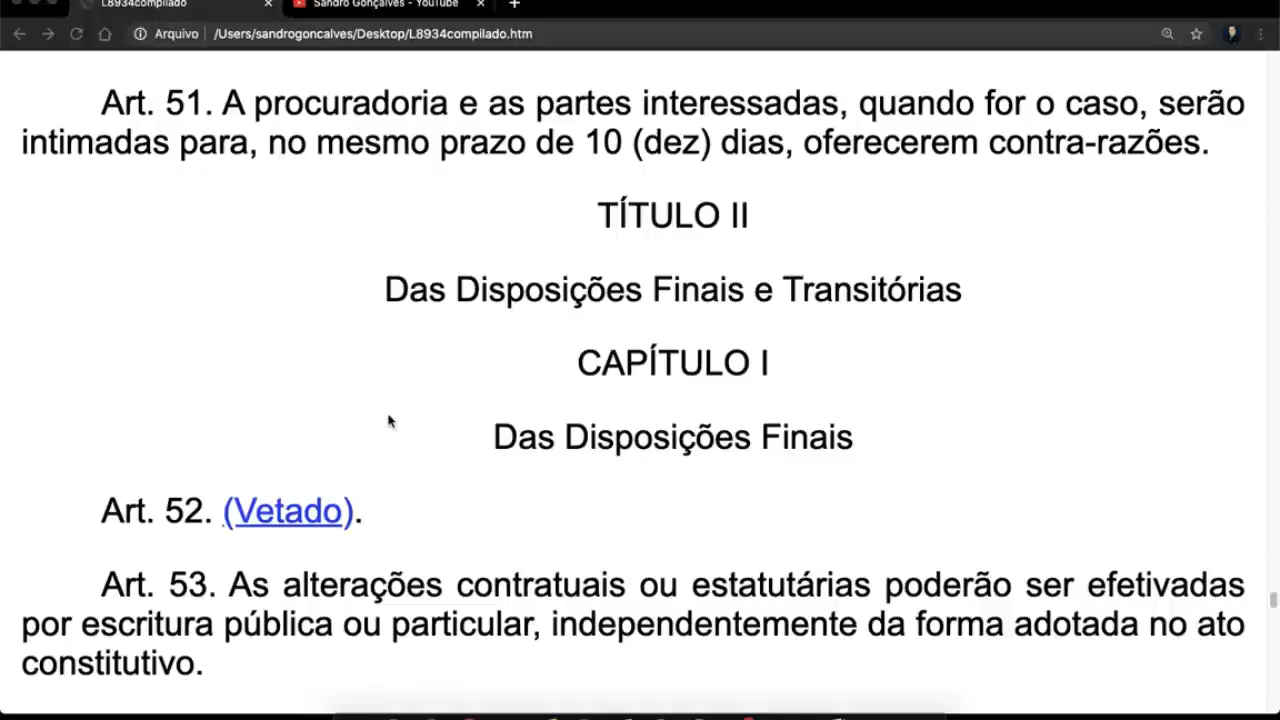 L8934compilado
Sandro Gonçalves - YouTube
Arquivo /Users/sandrogoncalves/Desktop/L8934compilado.htm
Art. 51. A procuradoria e as partes interessadas, quando for o caso, serão
intimadas para, no mesmo prazo de 10 (dez) dias, oferecerem contra-razões.
TÍTULO II
Das Disposições Finais e Transitórias
CAPÍTULO I
Das Disposições Finais
Art. 52. (Vetado).
Art. 53. As alterações contratuais ou estatutárias poderão ser efetivadas
por escritura pública ou particular, independentemente da forma adotada no ato
constitutivo.